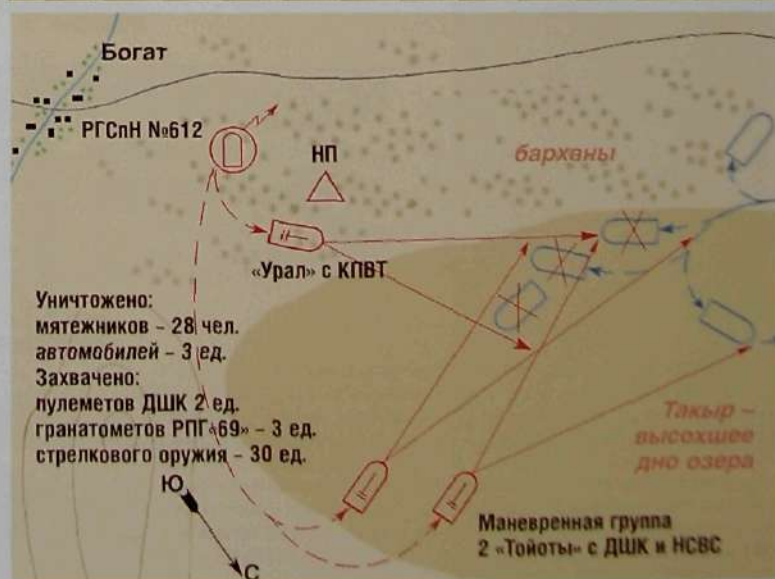 Богат
РГСпН №612
НП
барханы
«Урал» с КПВТ
Уничтожено:
мятежников – 28 чел.
автомобилей – 3 ед.
Захвачено:
пулеметов ДШК 2 ед.
гранатометов РПГ«69» – 3 ед.
стрелкового оружия – 30 ед.
Такыр –
высохшее
дно озера
Ю
С
Маневренная группа
2 «Тойоты» с ДШК и НСВС